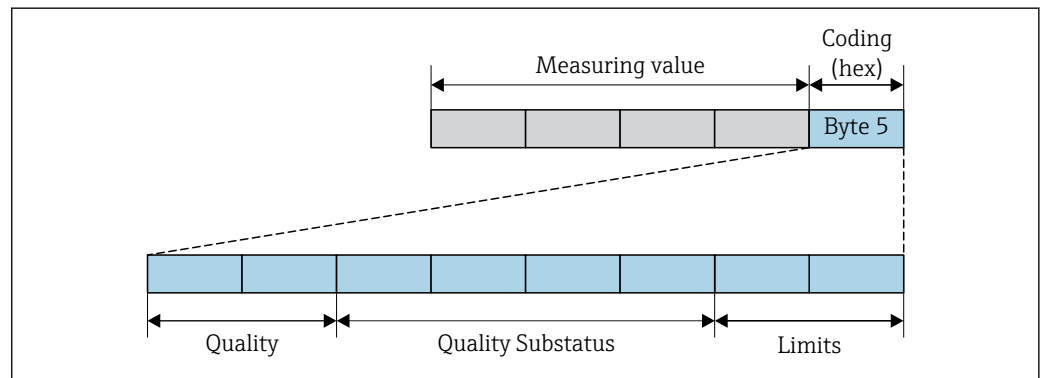 Coding
(hex)
Measuring value
Byte 5
Quality
Quality Substatus
Limits